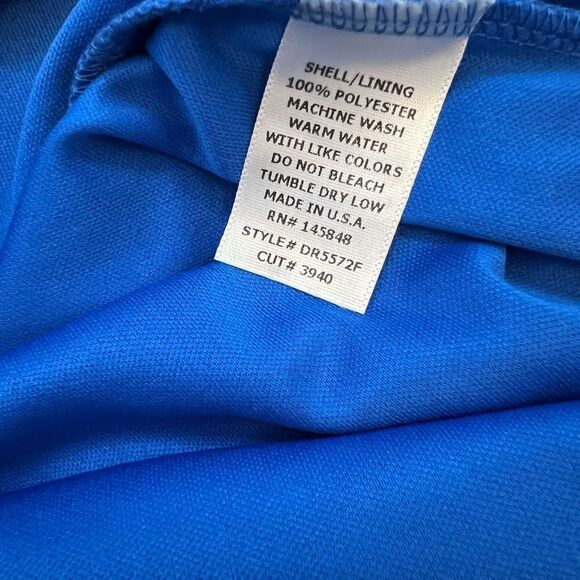 SHELL/LINING
100% POLYESTER
MACHINE WASH
WARM WATER
WITH LIKE COLORS
DO NOT BLEACH
TUMBLE DRY LOW
MADE IN U.S.A.
RN# 145848
STYLE# DR5572F
CUT# 3940